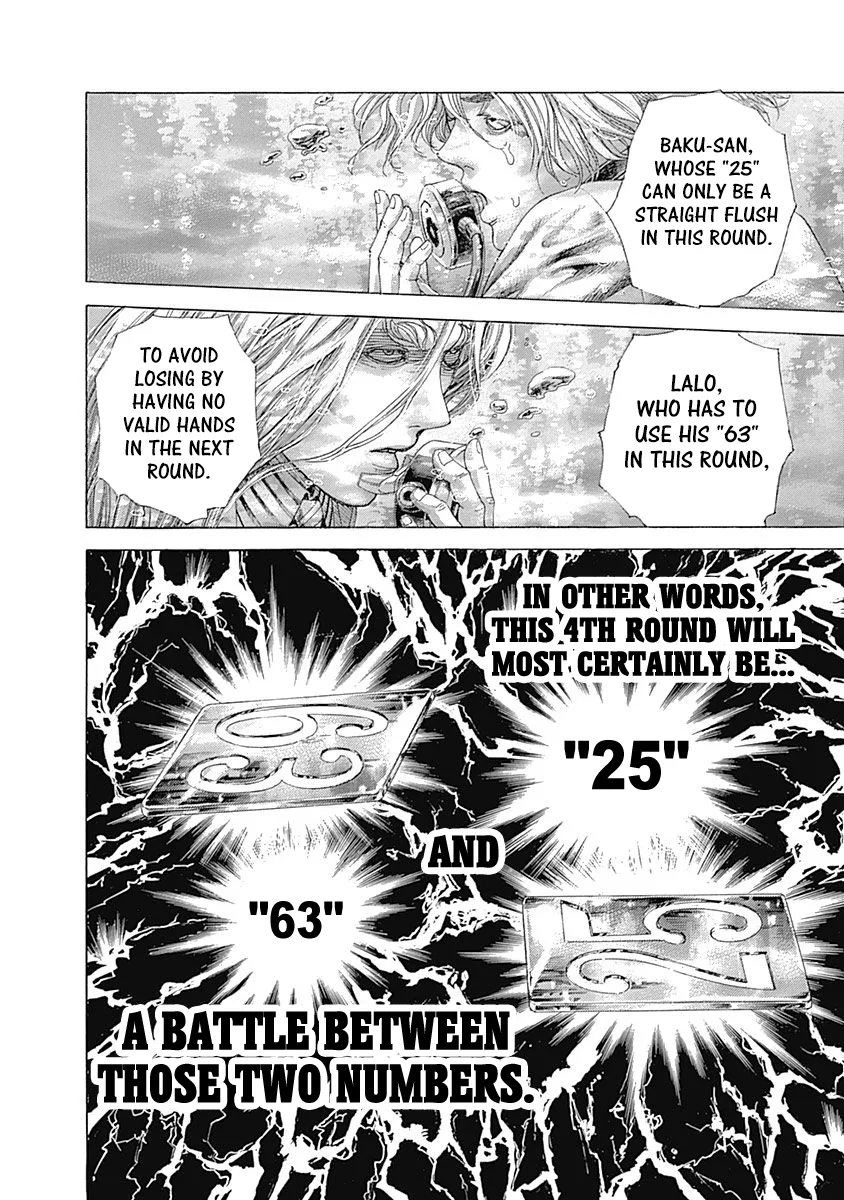 BAKU-SAN,
WHOSE "25"
CAN ONLY BE A
STRAIGHT FLUSH
IN THIS ROUND.
LALO,
WHO HAS TO
USE HIS "63"
IN THIS ROUND,
TO AVOID
LOSING BY
HAVING NO
VALID HANDS
IN THE NEXT
ROUND.
IN OTHER WORDS,
THIS 4TH ROUND WILL
MOST CERTAINLY BE...
"25"
63
AND
"63"
25
A BATTLE BETWEEN
THOSE TWO NUMBERS.